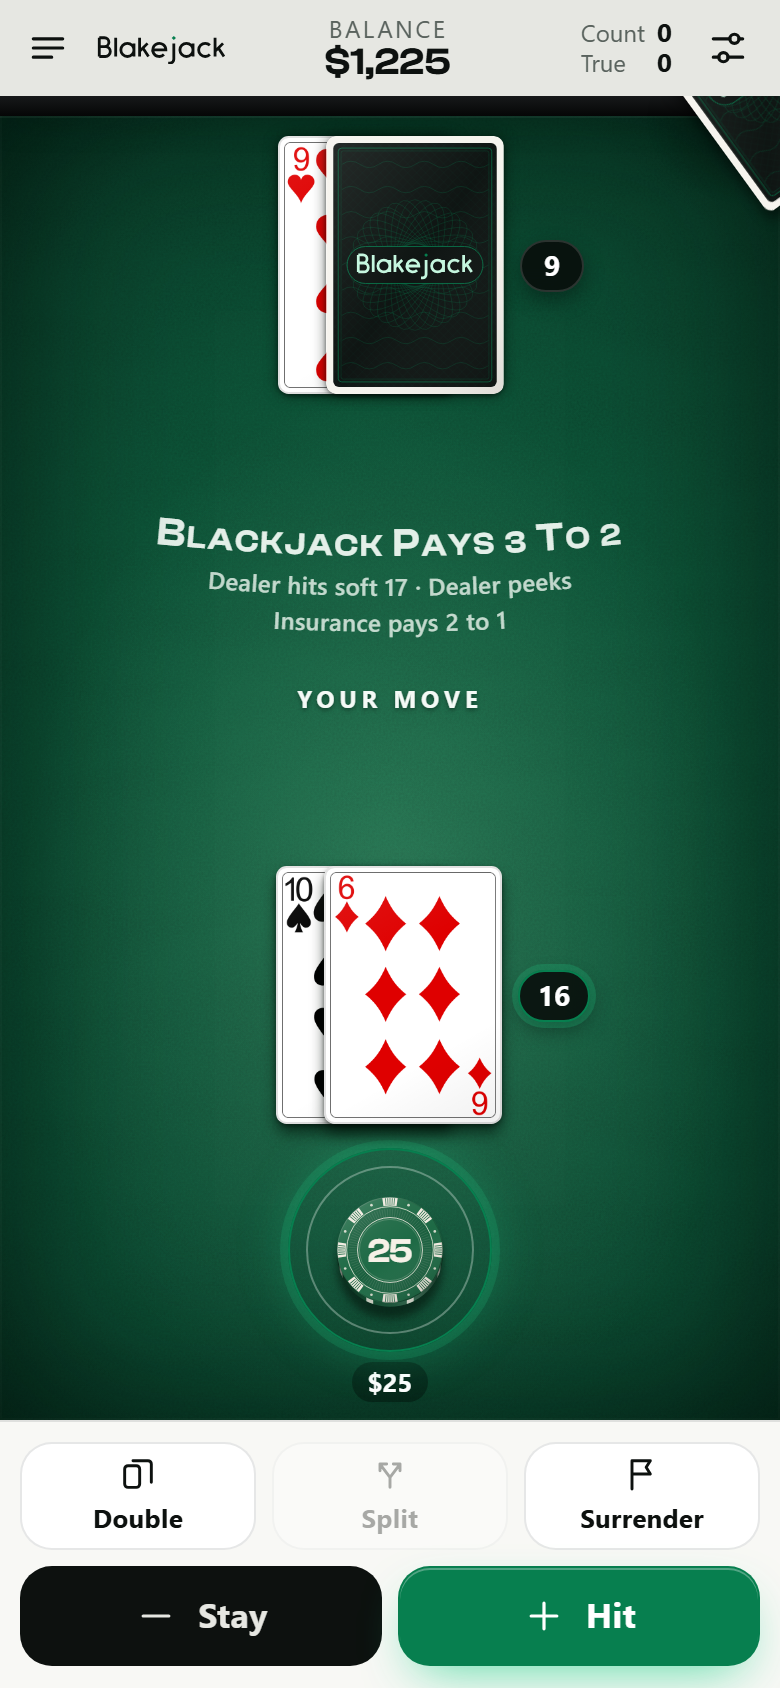 Blakejack
BALANCE
$1,225
Count 0
True 0
9
Blakejack
9
BLACKJACK PAYS 3 TO 2
Dealer hits soft 17 · Dealer peeks
Insurance pays 2 to 1
YOUR MOVE
10
6
6
16
25
$25
Double
Split
Surrender
Stay
Hit